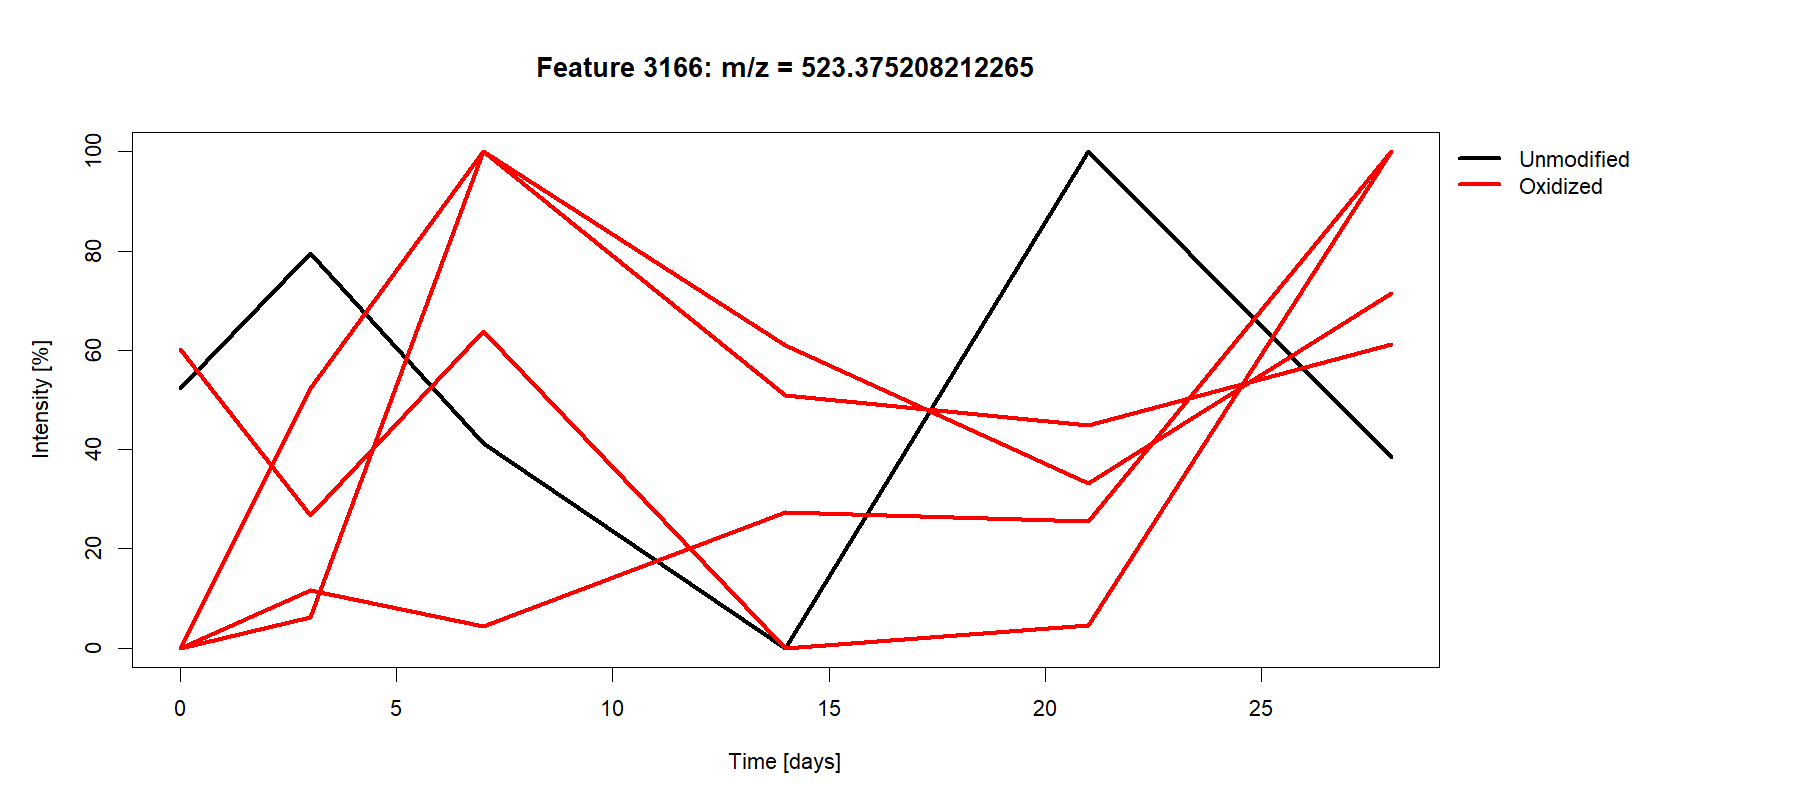 Feature 3166: m/z = 523.375208212265
Unmodified
Oxidized
100
80
60
40
20
0
Intensity [%]
0 5 10 15 20 25
Time [days]